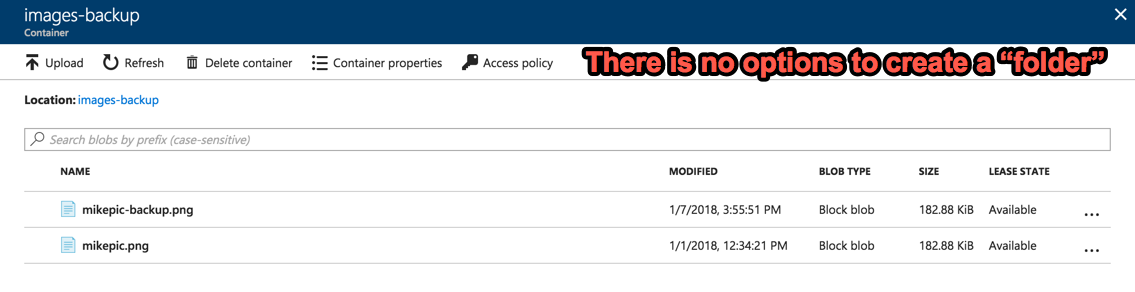 images-backup
Container
Upload Refresh Delete container Container properties Access policy There is no options to create a “folder”
Location: images-backup
Search blobs by prefix (case-sensitive)
NAME MODIFIED BLOB TYPE SIZE LEASE STATE
mikepic-backup.png 1/7/2018, 3:55:51 PM Block blob 182.88 KiB Available ...
mikepic.png 1/1/2018, 12:34:21 PM Block blob 182.88 KiB Available ...